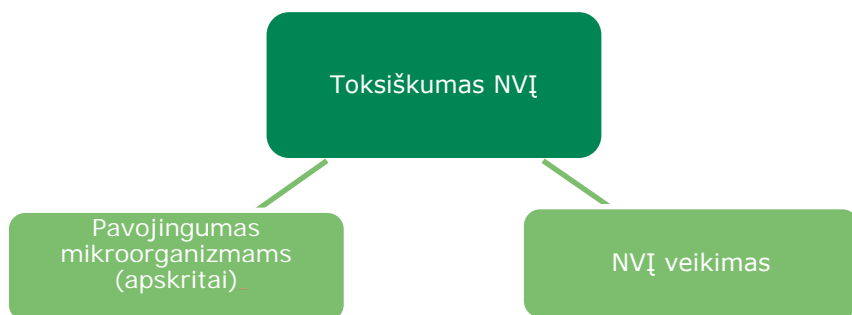 Toksiškumas NVĮ
Pavojingumas
mikroorganizmams
(apskritai)
NVĮ veikimas